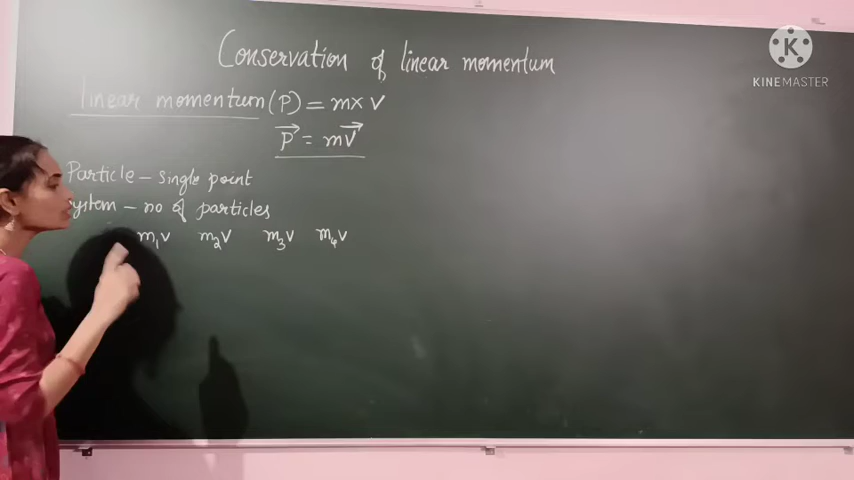 Conservation of linear momentum
linear momentum (P) = m x v
P⃗ = mv⃗
Particle – single point
ystem – no of particles
m₁v m₂v m₃v m₄v
K
KINEMASTER